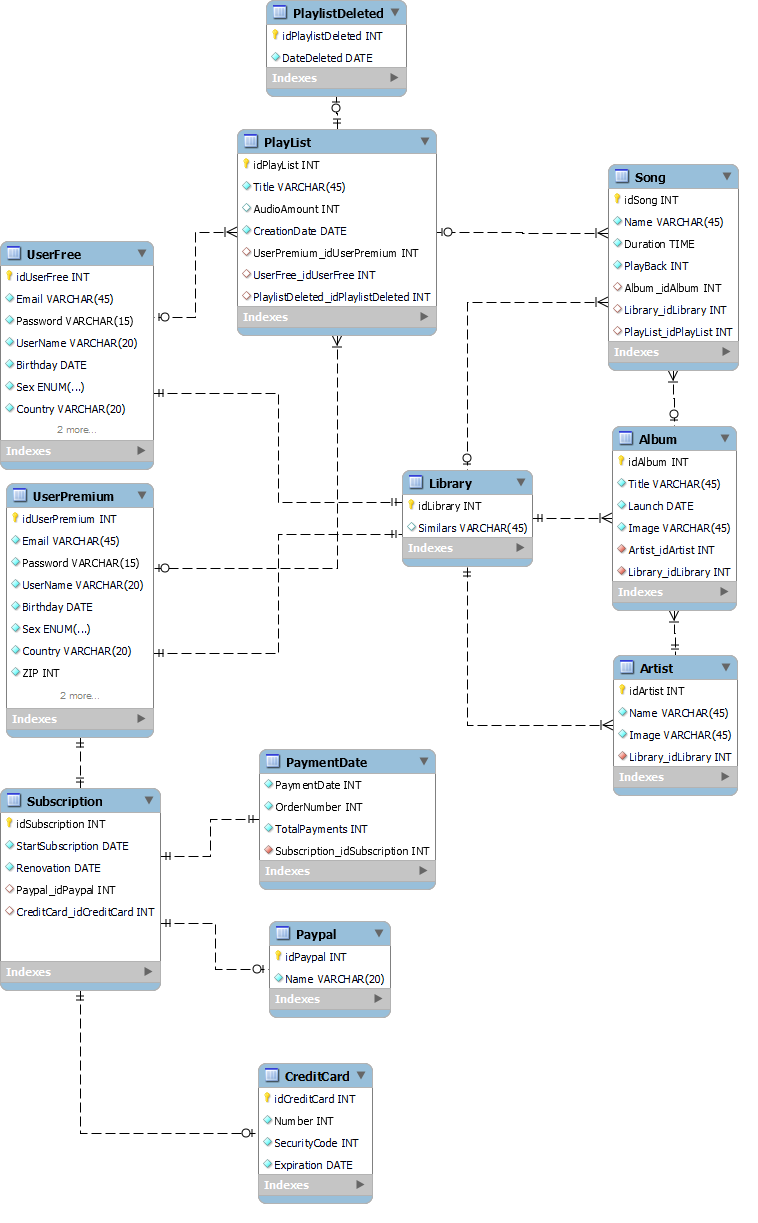 PlaylistDeleted
idPlaylistDeleted INT
DateDeleted DATE
Indexes
PlayList
idPlayList INT
Title VARCHAR(45)
AudioAmount INT
CreationDate DATE
UserPremium_idUserPremium INT
UserFree_idUserFree INT
PlaylistDeleted_idPlaylistDeleted INT
Indexes
Song
idSong INT
Name VARCHAR(45)
Duration TIME
PlayBack INT
Album_idAlbum INT
Library_idLibrary INT
PlayList_idPlayList INT
Indexes
UserFree
idUserFree INT
Email VARCHAR(45)
Password VARCHAR(15)
UserName VARCHAR(20)
Birthday DATE
Sex ENUM(...)
Country VARCHAR(20)
2 more...
Indexes
Album
idAlbum INT
Title VARCHAR(45)
Launch DATE
Image VARCHAR(45)
Artist_idArtist INT
Library_idLibrary INT
Indexes
Library
idLibrary INT
Similars VARCHAR(45)
Indexes
UserPremium
idUserPremium INT
Email VARCHAR(45)
Password VARCHAR(15)
UserName VARCHAR(20)
Birthday DATE
Sex ENUM(...)
Country VARCHAR(20)
ZIP INT
2 more...
Indexes
Artist
idArtist INT
Name VARCHAR(45)
Image VARCHAR(45)
Library_idLibrary INT
Indexes
Subscription
idSubscription INT
StartSubscription DATE
Renovation DATE
Paypal_idPaypal INT
CreditCard_idCreditCard INT
Indexes
PaymentDate
PaymentDate INT
OrderNumber INT
TotalPayments INT
Subscription_idSubscription INT
Indexes
Paypal
idPaypal INT
Name VARCHAR(20)
Indexes
CreditCard
idCreditCard INT
Number INT
SecurityCode INT
Expiration DATE
Indexes